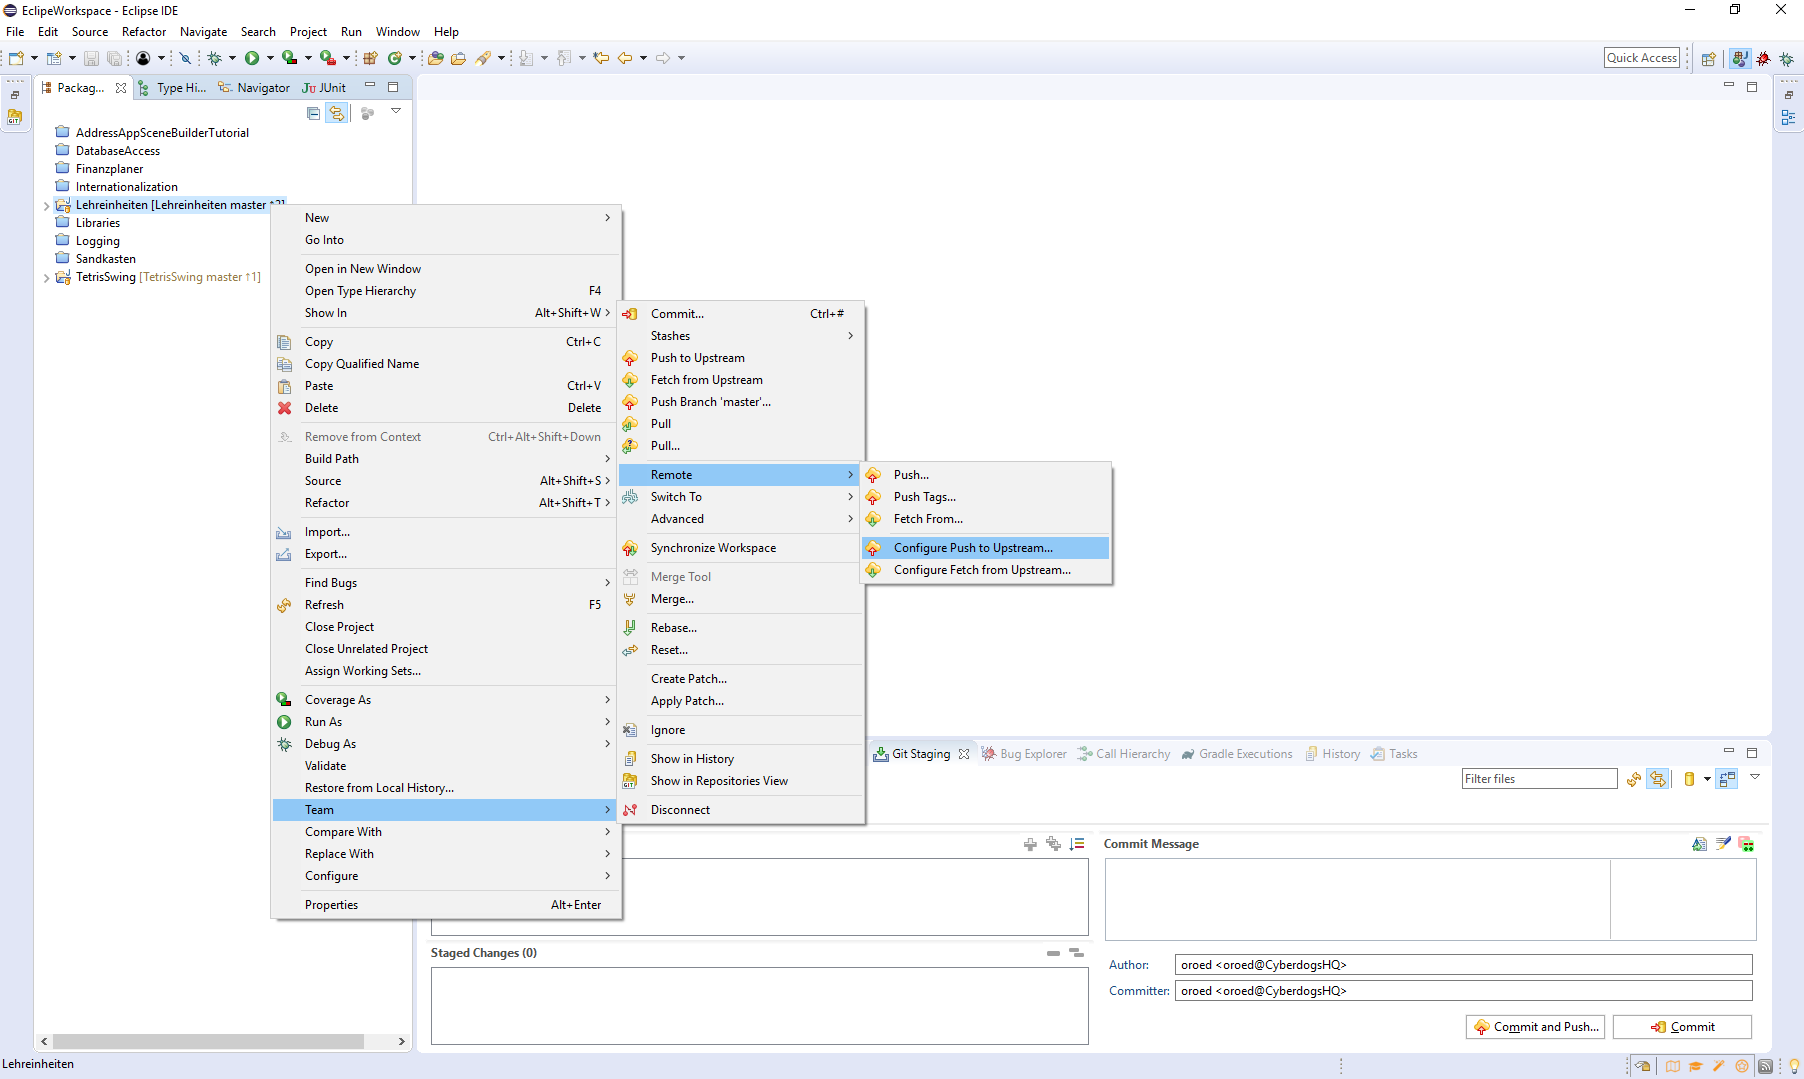 EclipeWorkspace - Eclipse IDE
File Edit Source Refactor Navigate Search Project Run Window Help
Quick Access
Packag... Type Hi... Navigator JUnit
AddressAppSceneBuilderTutorial
DatabaseAccess
Finanzplaner
Internationalization
Lehreinheiten [Lehreinheiten master
Libraries
Logging
Sandkasten
TetrisSwing [TetrisSwing master ↑1]
New
Go Into
Open in New Window
Open Type Hierarchy F4
Show In Alt+Shift+W
Copy Ctrl+C
Copy Qualified Name
Paste Ctrl+V
Delete Delete
Remove from Context Ctrl+Alt+Shift+Down
Build Path
Source Alt+Shift+S
Refactor Alt+Shift+T
Import...
Export...
Find Bugs
Refresh F5
Close Project
Close Unrelated Project
Assign Working Sets...
Coverage As
Run As
Debug As
Validate
Restore from Local History...
Team
Compare With
Replace With
Configure
Properties Alt+Enter
Commit... Ctrl+#
Stashes
Push to Upstream
Fetch from Upstream
Push Branch 'master'...
Pull
Pull...
Remote
Switch To
Advanced
Synchronize Workspace
Merge Tool
Merge...
Rebase...
Reset...
Create Patch...
Apply Patch...
Ignore
Show in History
Show in Repositories View
Disconnect
Push...
Push Tags...
Fetch From...
Configure Push to Upstream...
Configure Fetch from Upstream...
Git Staging Bug Explorer Call Hierarchy Gradle Executions History Tasks
Filter files
Commit Message
Staged Changes (0)
Author: oroed <oroed@CyberdogsHQ>
Committer: oroed <oroed@CyberdogsHQ>
Commit and Push... Commit
Lehreinheiten